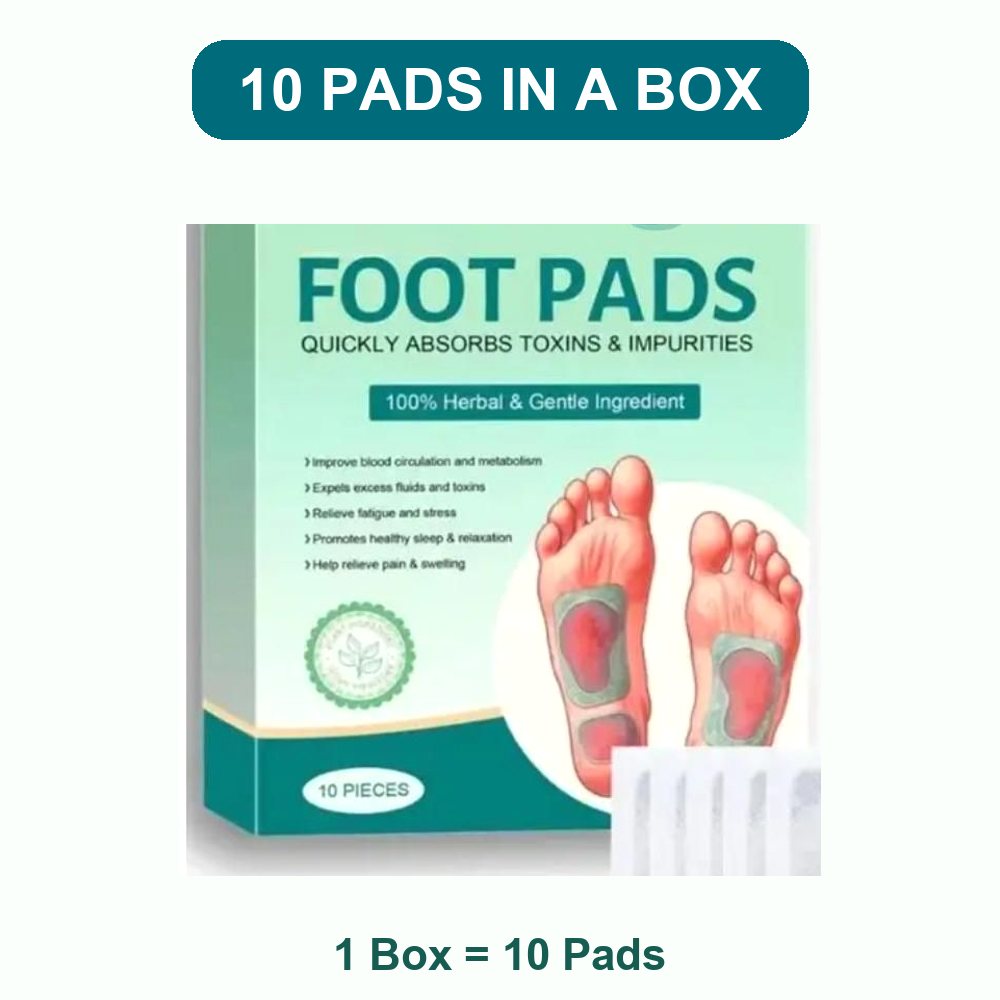 10 PADS IN A BOX
FOOT PADS
QUICKLY ABSORBS TOXINS & IMPURITIES
100% Herbal & Gentle Ingredient
Improve blood circulation and metabolism
Expels excess fluids and toxins
Relieve fatigue and stress
Promotes healthy sleep & relaxation
Help relieve pain & swelling
10 PIECES
1 Box = 10 Pads